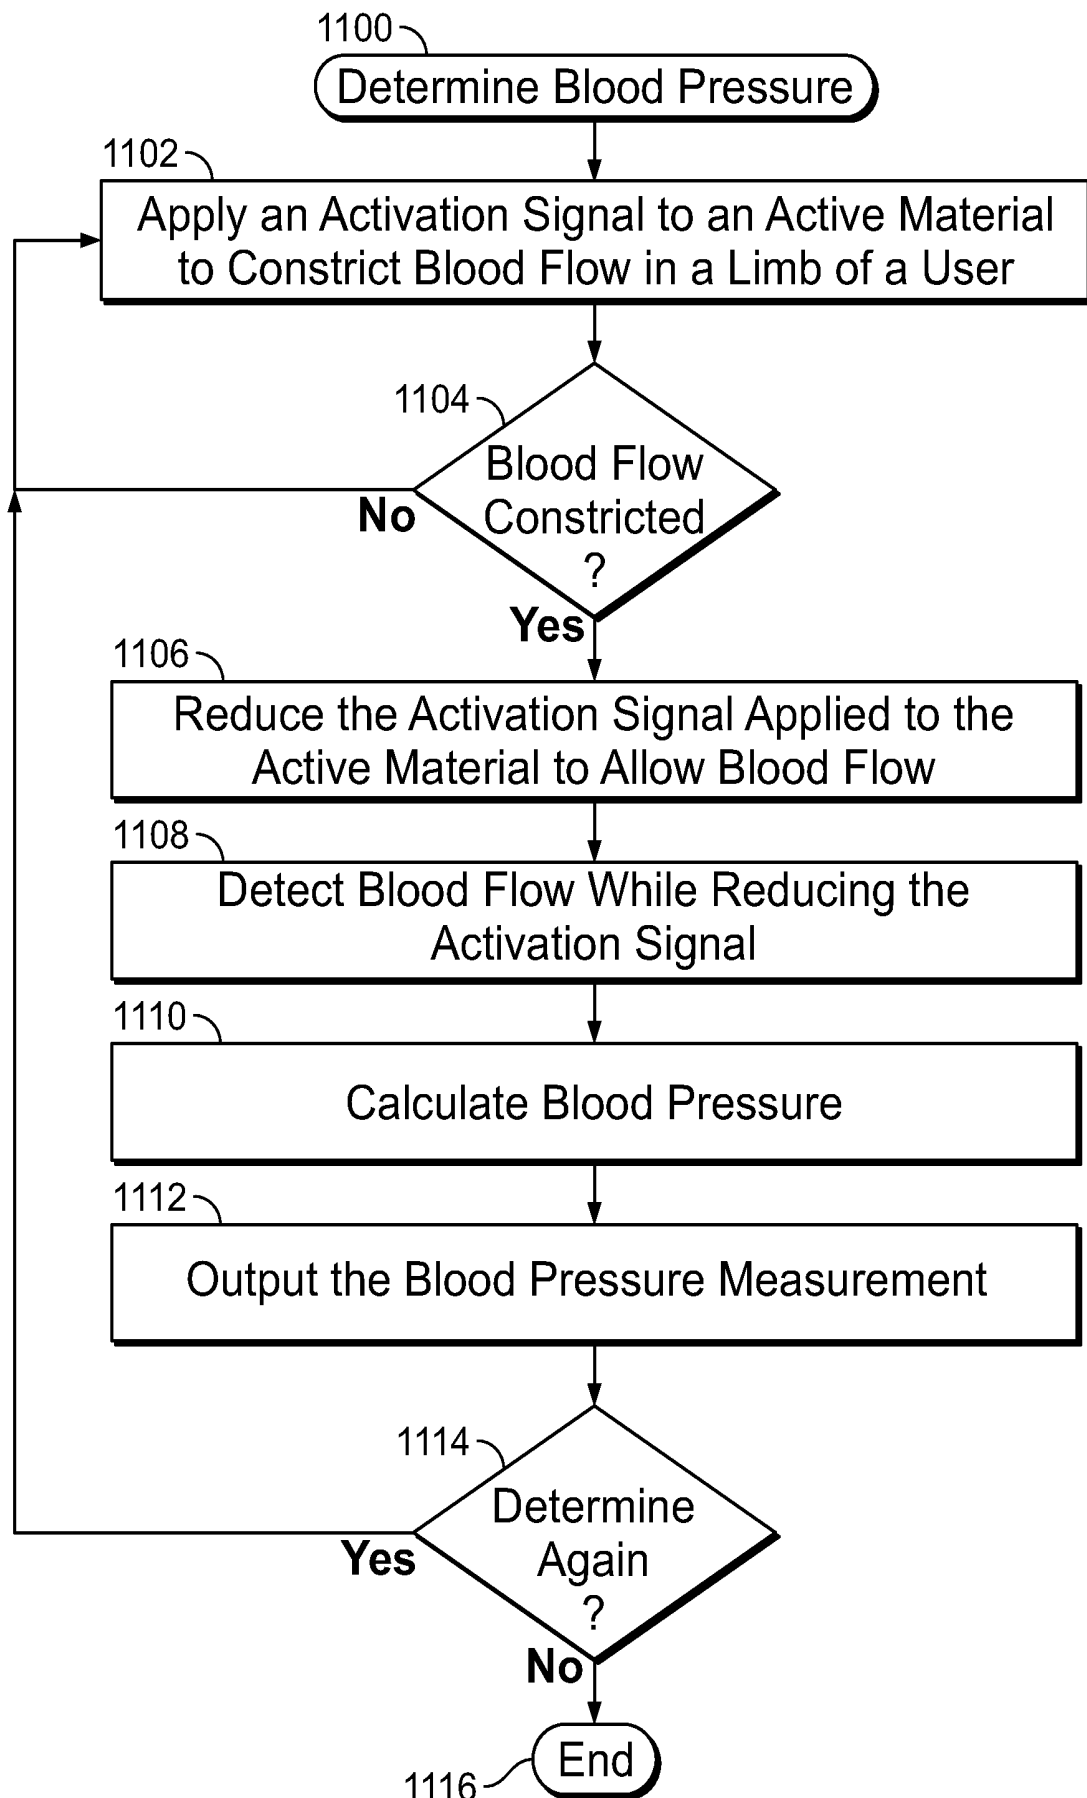 1100
Determine Blood Pressure
1102
Apply an Activation Signal to an Active Material
to Constrict Blood Flow in a Limb of a User
1104
Blood Flow
Constricted
?
No
Yes
1106
Reduce the Activation Signal Applied to the
Active Material to Allow Blood Flow
1108
Detect Blood Flow While Reducing the
Activation Signal
1110
Calculate Blood Pressure
1112
Output the Blood Pressure Measurement
1114
Determine
Again
?
Yes
No
End
1116